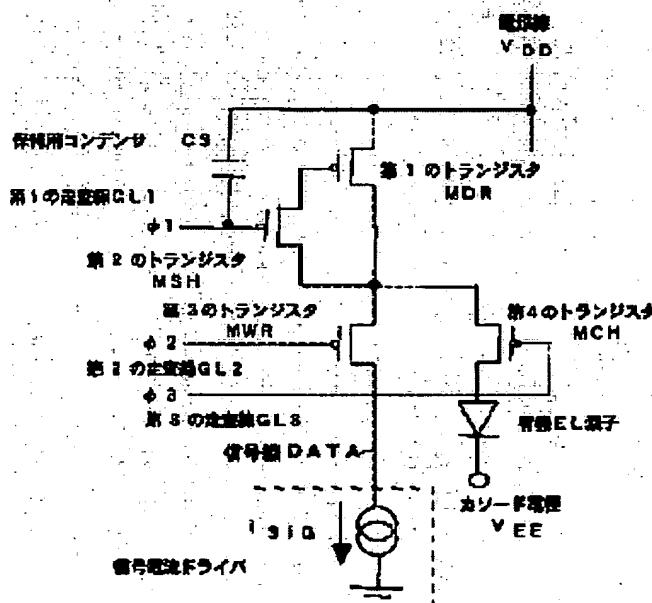 電源線
VDD
保持用コンデンサ CS
第1のトランジスタ
MDR
第1の走査線GL1
φ1
第2のトランジスタ
MSH
第3のトランジスタ
MWR
第4のトランジスタ
MCH
φ2
第2の走査線GL2
φ3
第3の走査線GL3
有機EL素子
信号線DATA
カソード電極
VEE
iSIG
信号電流ドライバ